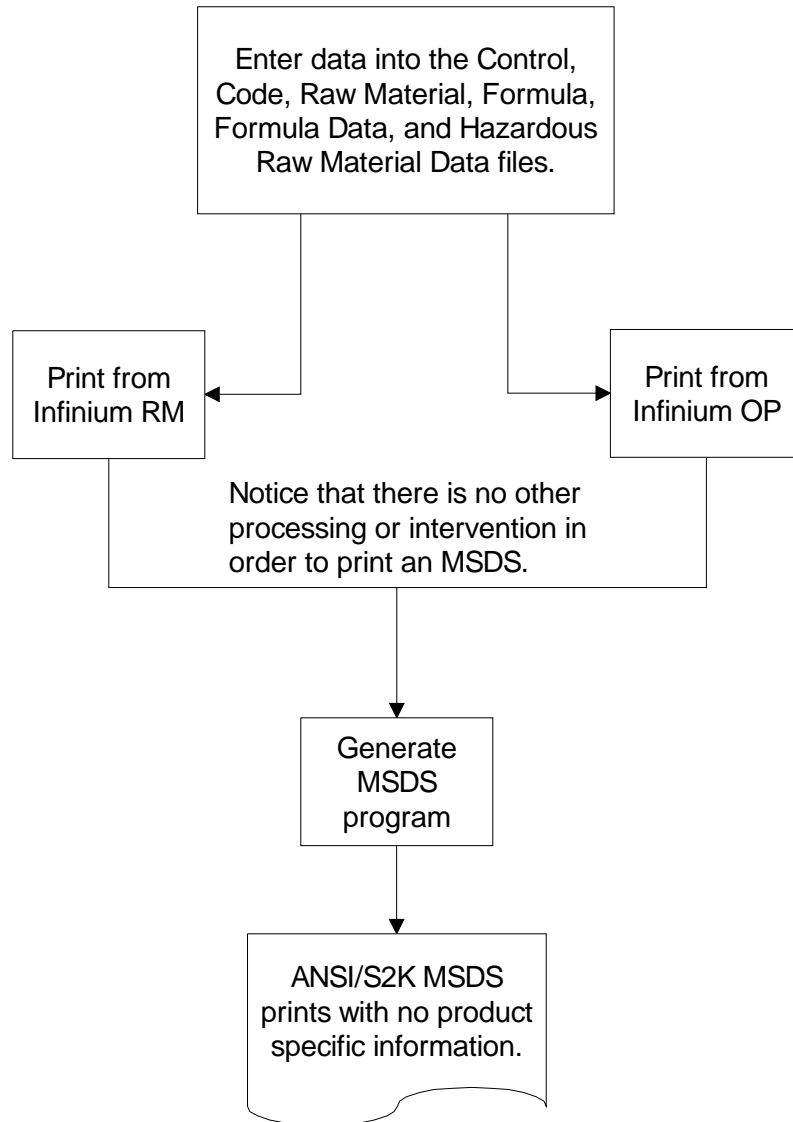 Enter data into the Control,
Code, Raw Material, Formula,
Formula Data, and Hazardous
Raw Material Data files.
Print from
Infinium RM
Print from
Infinium OP
Notice that there is no other
processing or intervention in
order to print an MSDS.
Generate
MSDS
program
ANSI/S2K MSDS
prints with no product
specific information.